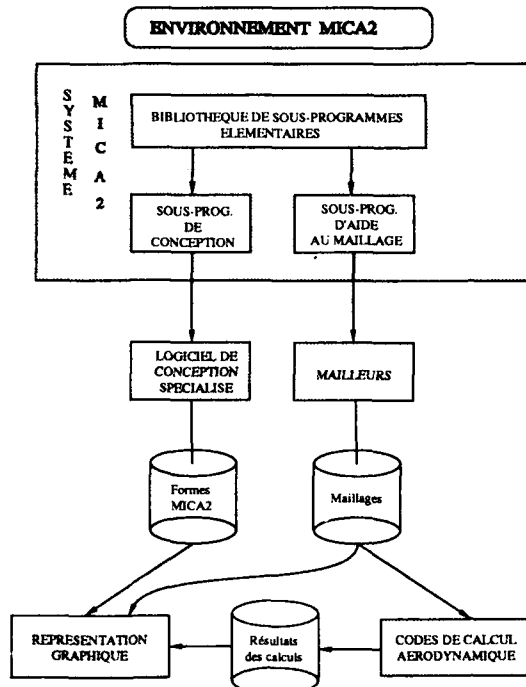 ENVIRONNEMENT MICA2
SYSTEME
MICA2
BIBLIOTHEQUE DE SOUS-PROGRAMMES
ELEMENTAIRES
SOUS-PROG.
DE
CONCEPTION
SOUS-PROG.
D'AIDE
AU MAILLAGE
LOGICIEL DE
CONCEPTION
SPECIALISE
MAILLEURS
Formes
MICA2
Maillages
REPRESENTATION
GRAPHIQUE
Résultats
des calculs
CODES DE CALCUL
AERODYNAMIQUE